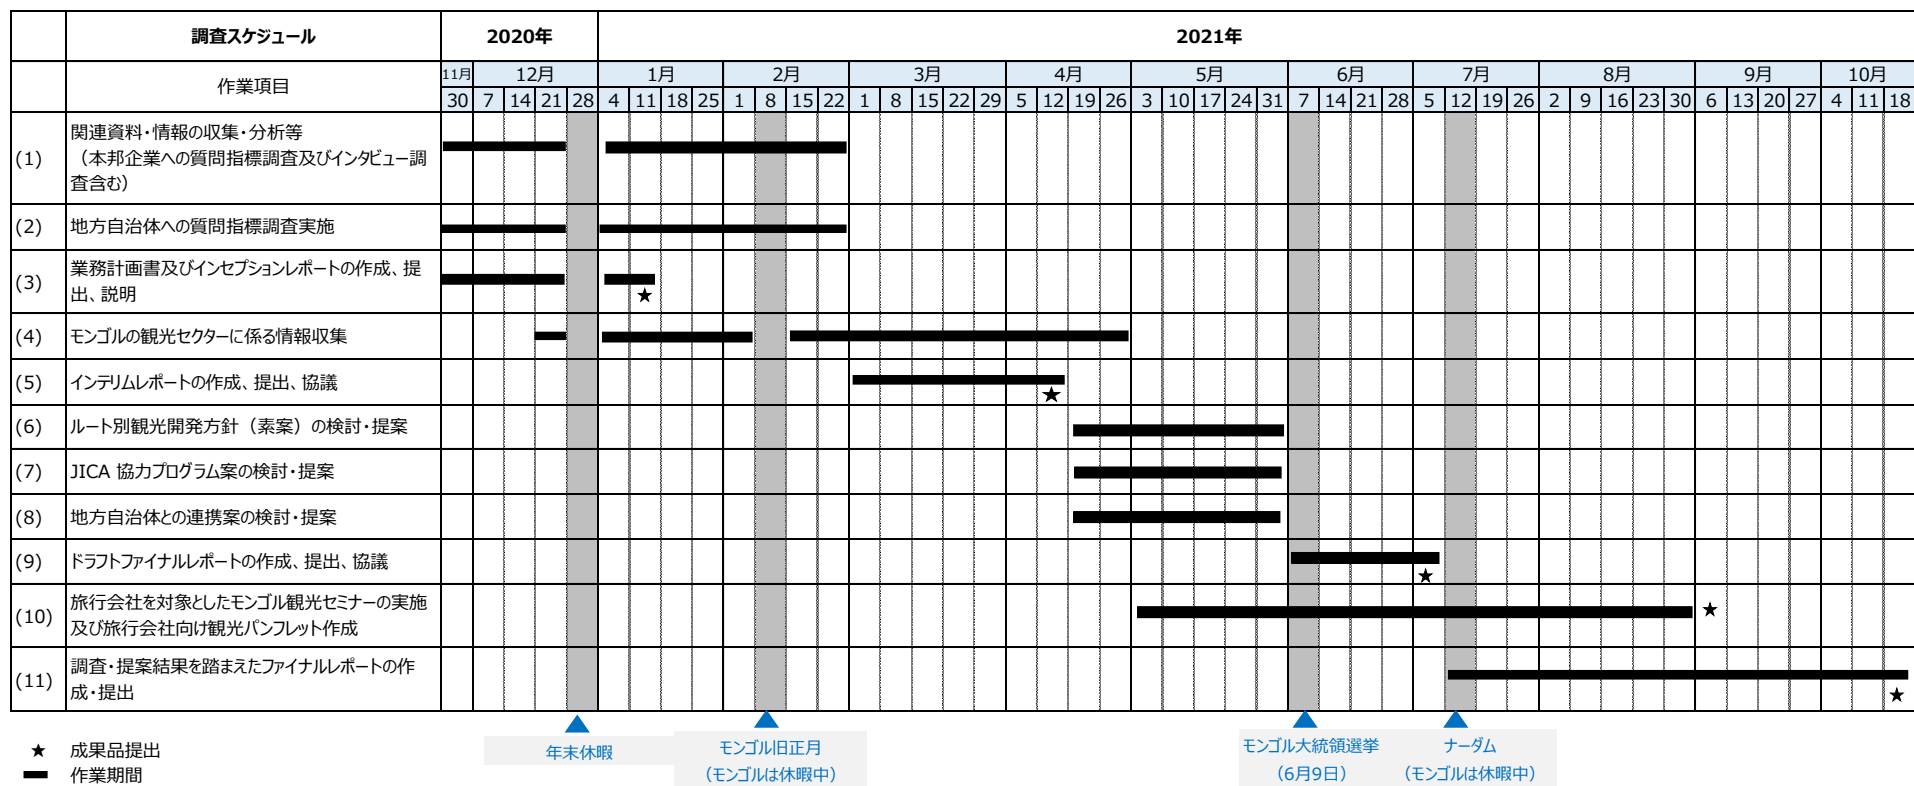 調査スケジュール 2020年 2021年
作業項目
11月 12月 1月 2月 3月 4月 5月 6月 7月 8月 9月 10月
30 7 14 21 28 4 11 18 25 1 8 15 22 1 8 15 22 29 5 12 19 26 3 10 17 24 31 7 14 21 28 5 12 19 26 2 9 16 23 30 6 13 20 27 4 11 18
(1) 関連資料・情報の収集・分析等
（本邦企業への質問指標調査及びインタビュー調
査含む）
(2) 地方自治体への質問指標調査実施
(3) 業務計画書及びインセプションレポートの作成、提
出、説明
★
(4) モンゴルの観光セクターに係る情報収集
(5) インテリムレポートの作成、提出、協議
★
(6) ルート別観光開発方針（素案）の検討・提案
(7) JICA 協力プログラム案の検討・提案
(8) 地方自治体との連携案の検討・提案
(9) ドラフトファイナルレポートの作成、提出、協議
★
(10) 旅行会社を対象としたモンゴル観光セミナーの実施
及び旅行会社向け観光パンフレット作成
★
(11) 調査・提案結果を踏まえたファイナルレポートの作
成・提出
★
★ 成果品提出
作業期間
年末休暇
モンゴル旧正月
（モンゴルは休暇中）
モンゴル大統領選挙
（6月9日）
ナーダム
（モンゴルは休暇中）